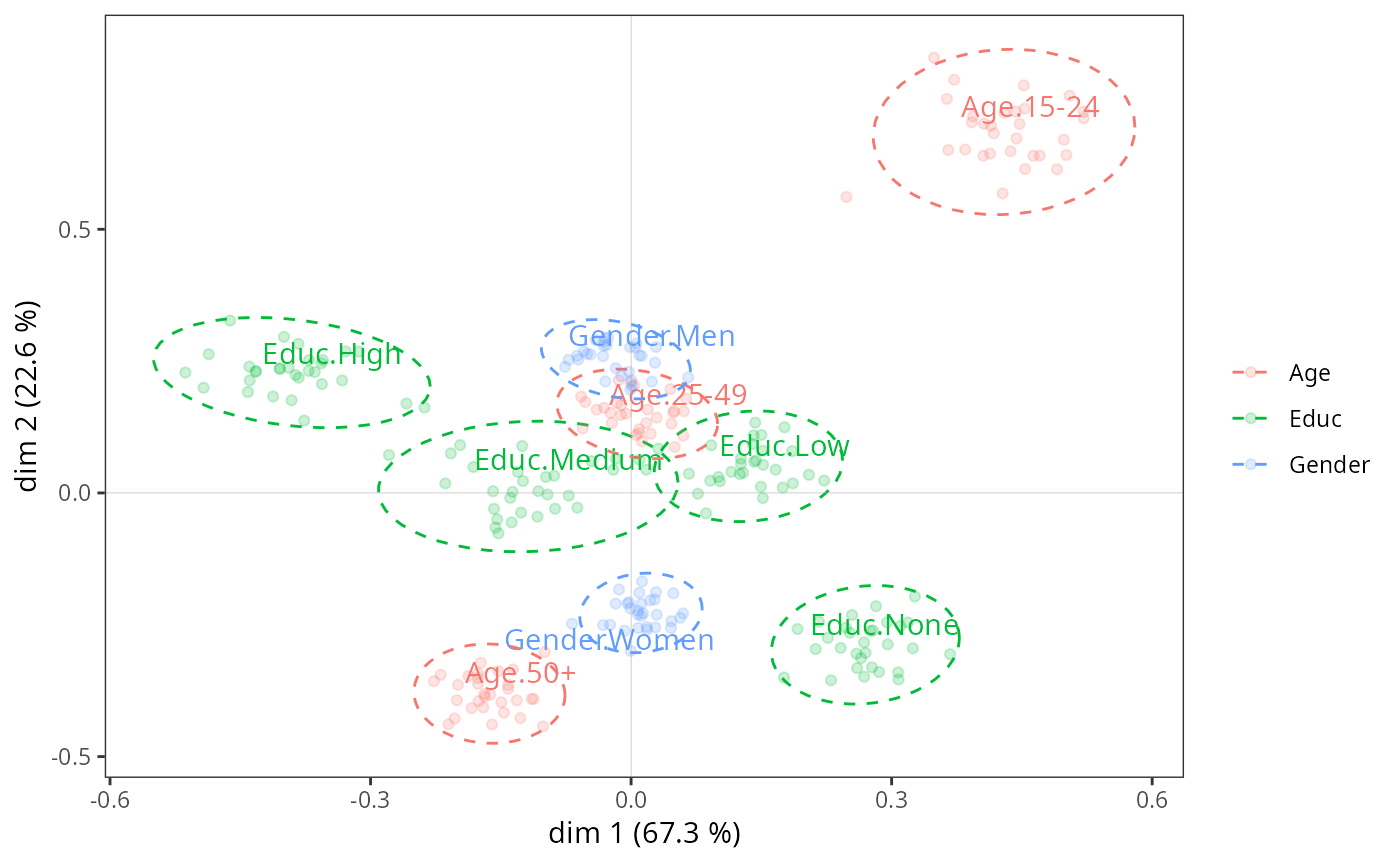 Age.15-24
0.5
Gender.Men
Educ.High
Age.25-49
Educ.Low
Educ.Medium
0.0
Educ.None
Gender.Women
Age.50+
-0.5
-0.6
-0.3
0.0
0.3
0.6
dim 1 (67.3 %)
dim 2 (22.6 %)
Age
Educ
Gender